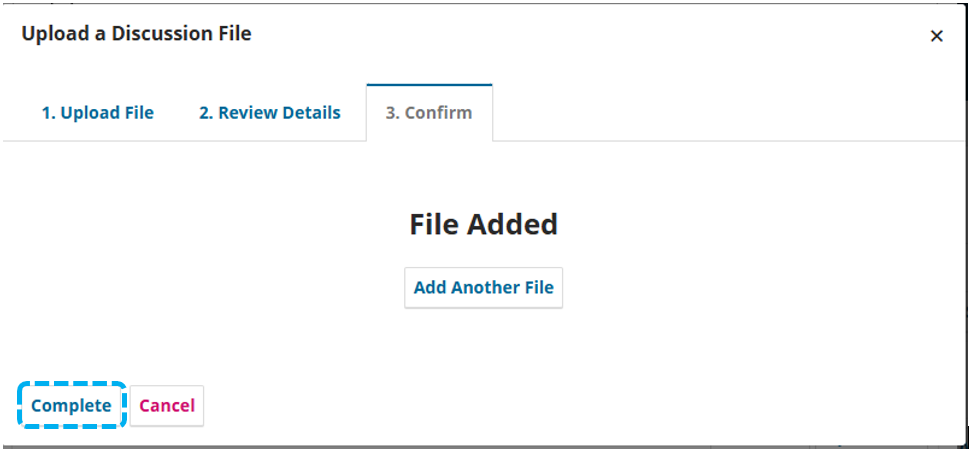 Upload a Discussion File
×
1. Upload File 2. Review Details 3. Confirm
File Added
Add Another File
Complete Cancel